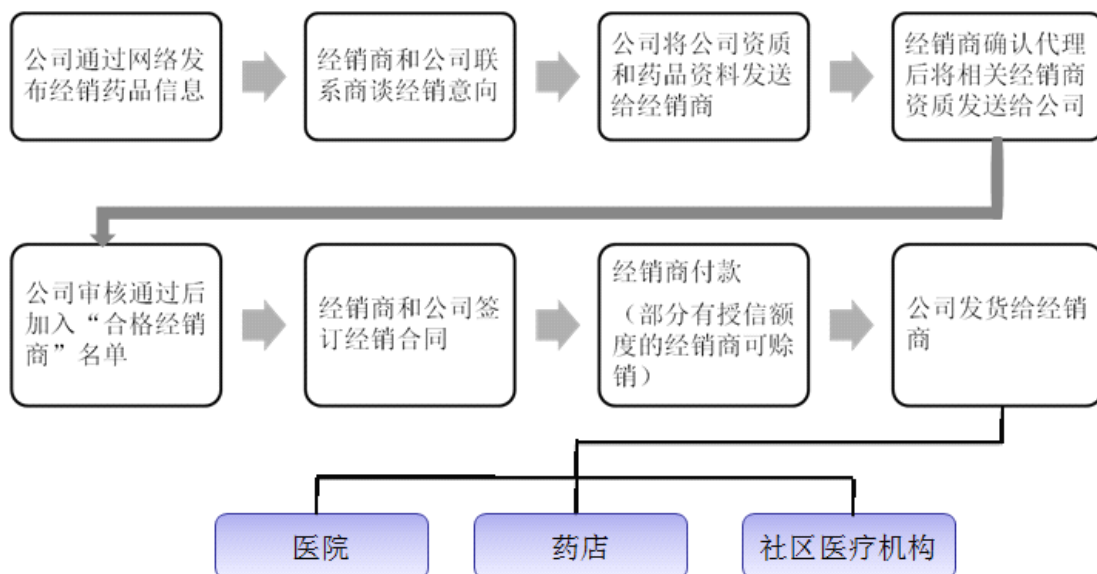 公司通过网络发
布经销药品信息
经销商和公司联
系商谈经销意向
公司将公司资质
和药品资料发送
给经销商
经销商确认代理
后将相关经销商
资质发送给公司
公司审核通过后
加入“合格经销
商”名单
经销商和公司签
订经销合同
经销商付款
（部分有授信额
度的经销商可赊
销）
公司发货给经销
商
医院
药店
社区医疗机构